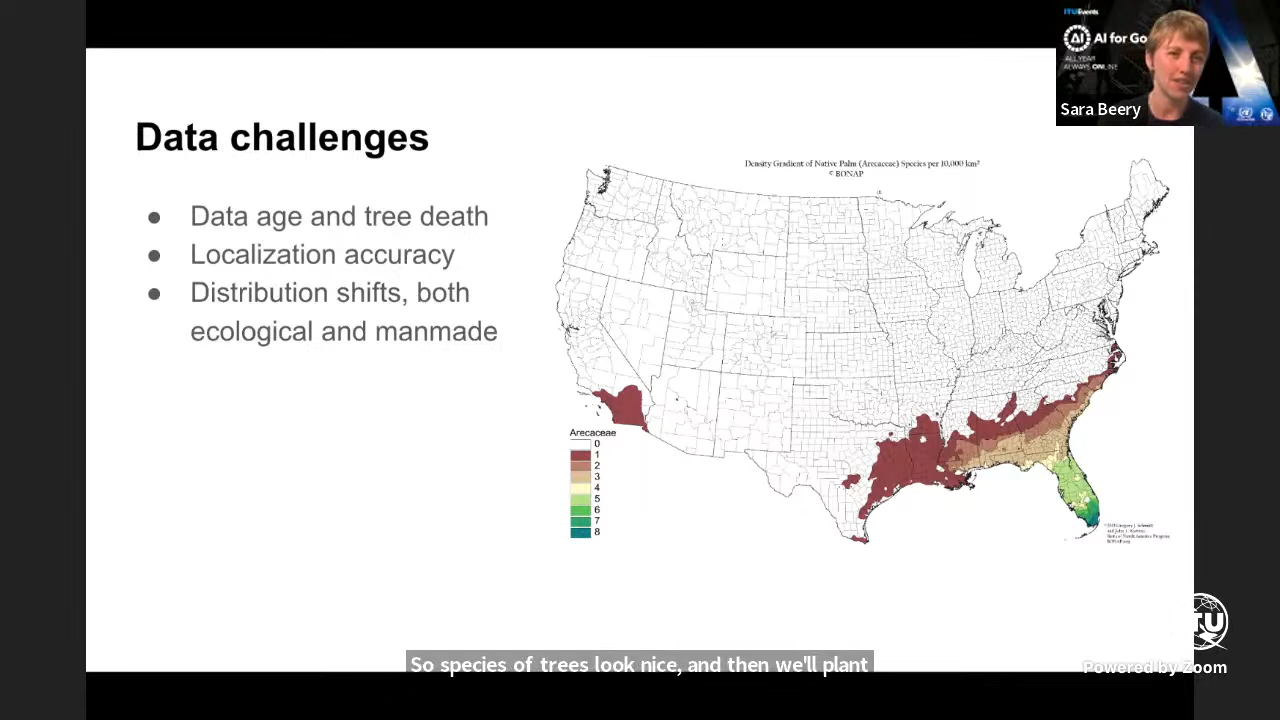 ITUEvents
AI
AI for Go
ALL YEAR
ALWAYS ONLINE
Sara Beery
Data challenges
Data age and tree death
Localization accuracy
Distribution shifts, both
ecological and manmade
Density Gradient of Native Palm (Arecaceae) Species per 10,000 km²
© BONAP
Arecaceae
0
1
2
3
4
5
6
7
8
So species of trees look nice, and then we'll plant
Powered by Zoom